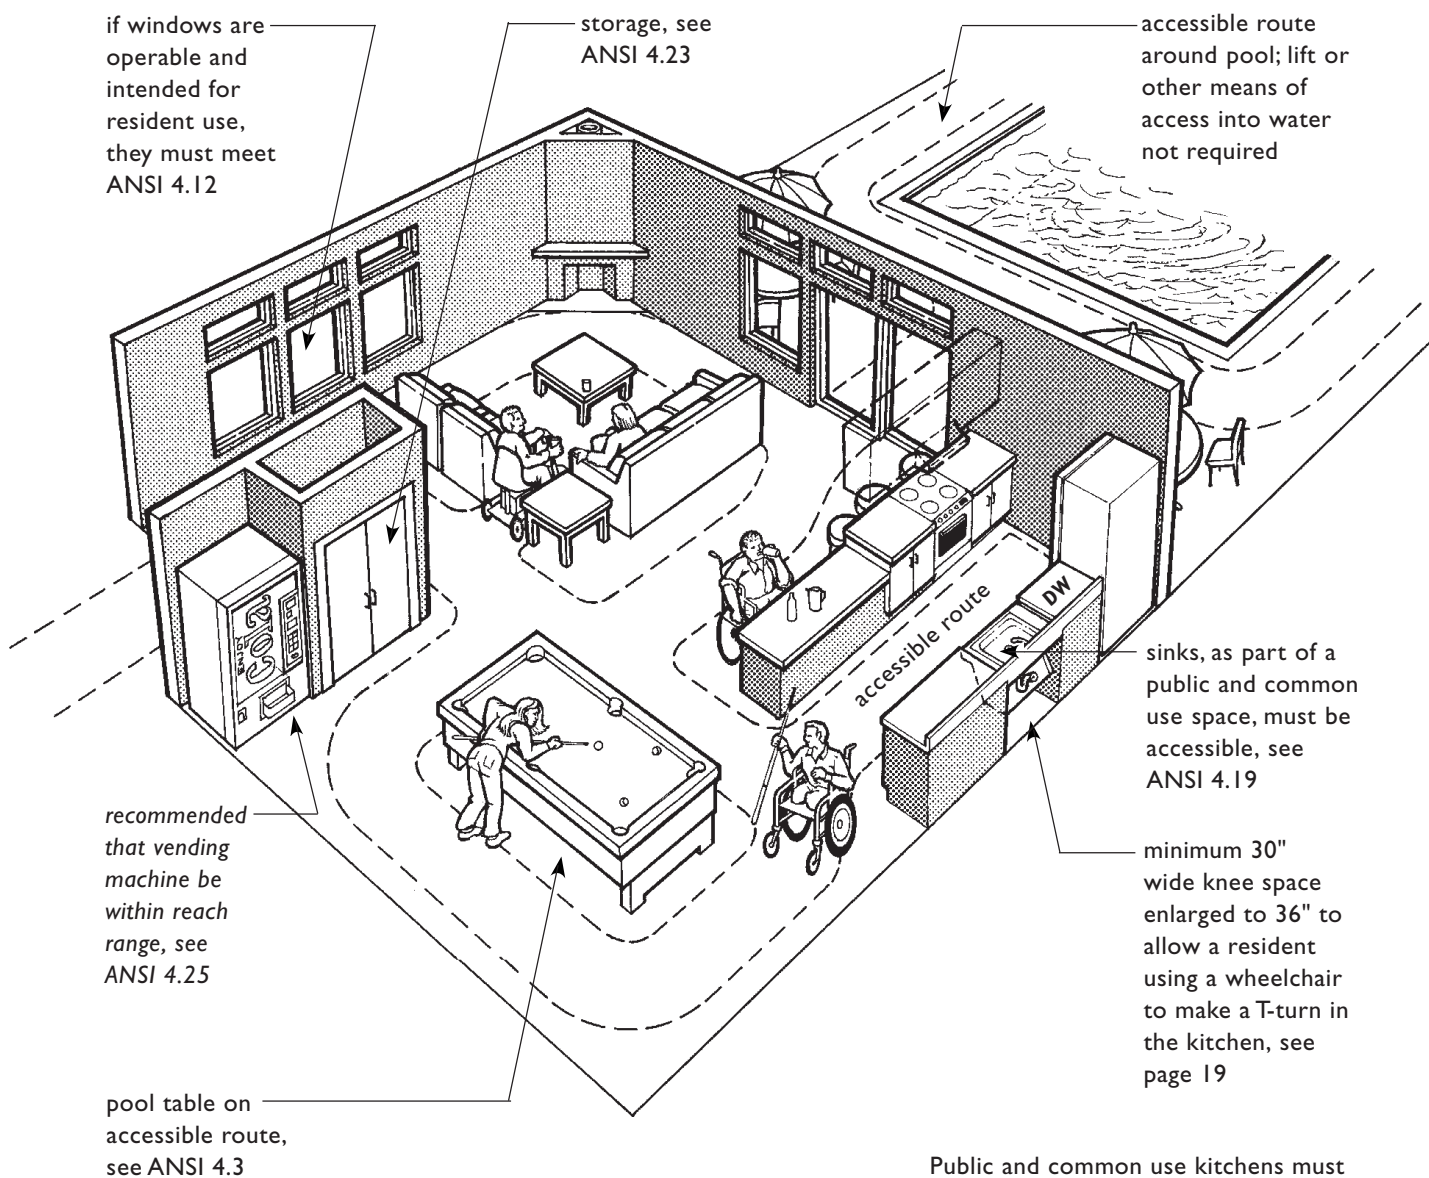 if windows are
operable and
intended for
resident use,
they must meet
ANSI 4.12
storage, see
ANSI 4.23
accessible route
around pool; lift or
other means of
access into water
not required
ENJOY
Cola
DW
accessible route
sinks, as part of a
public and common
use space, must be
accessible, see
ANSI 4.19
recommended
that vending
machine be
within reach
range, see
ANSI 4.25
minimum 30"
wide knee space
enlarged to 36" to
allow a resident
using a wheelchair
to make a T-turn in
the kitchen, see
page 19
pool table on
accessible route,
see ANSI 4.3
Public and common use kitchens must